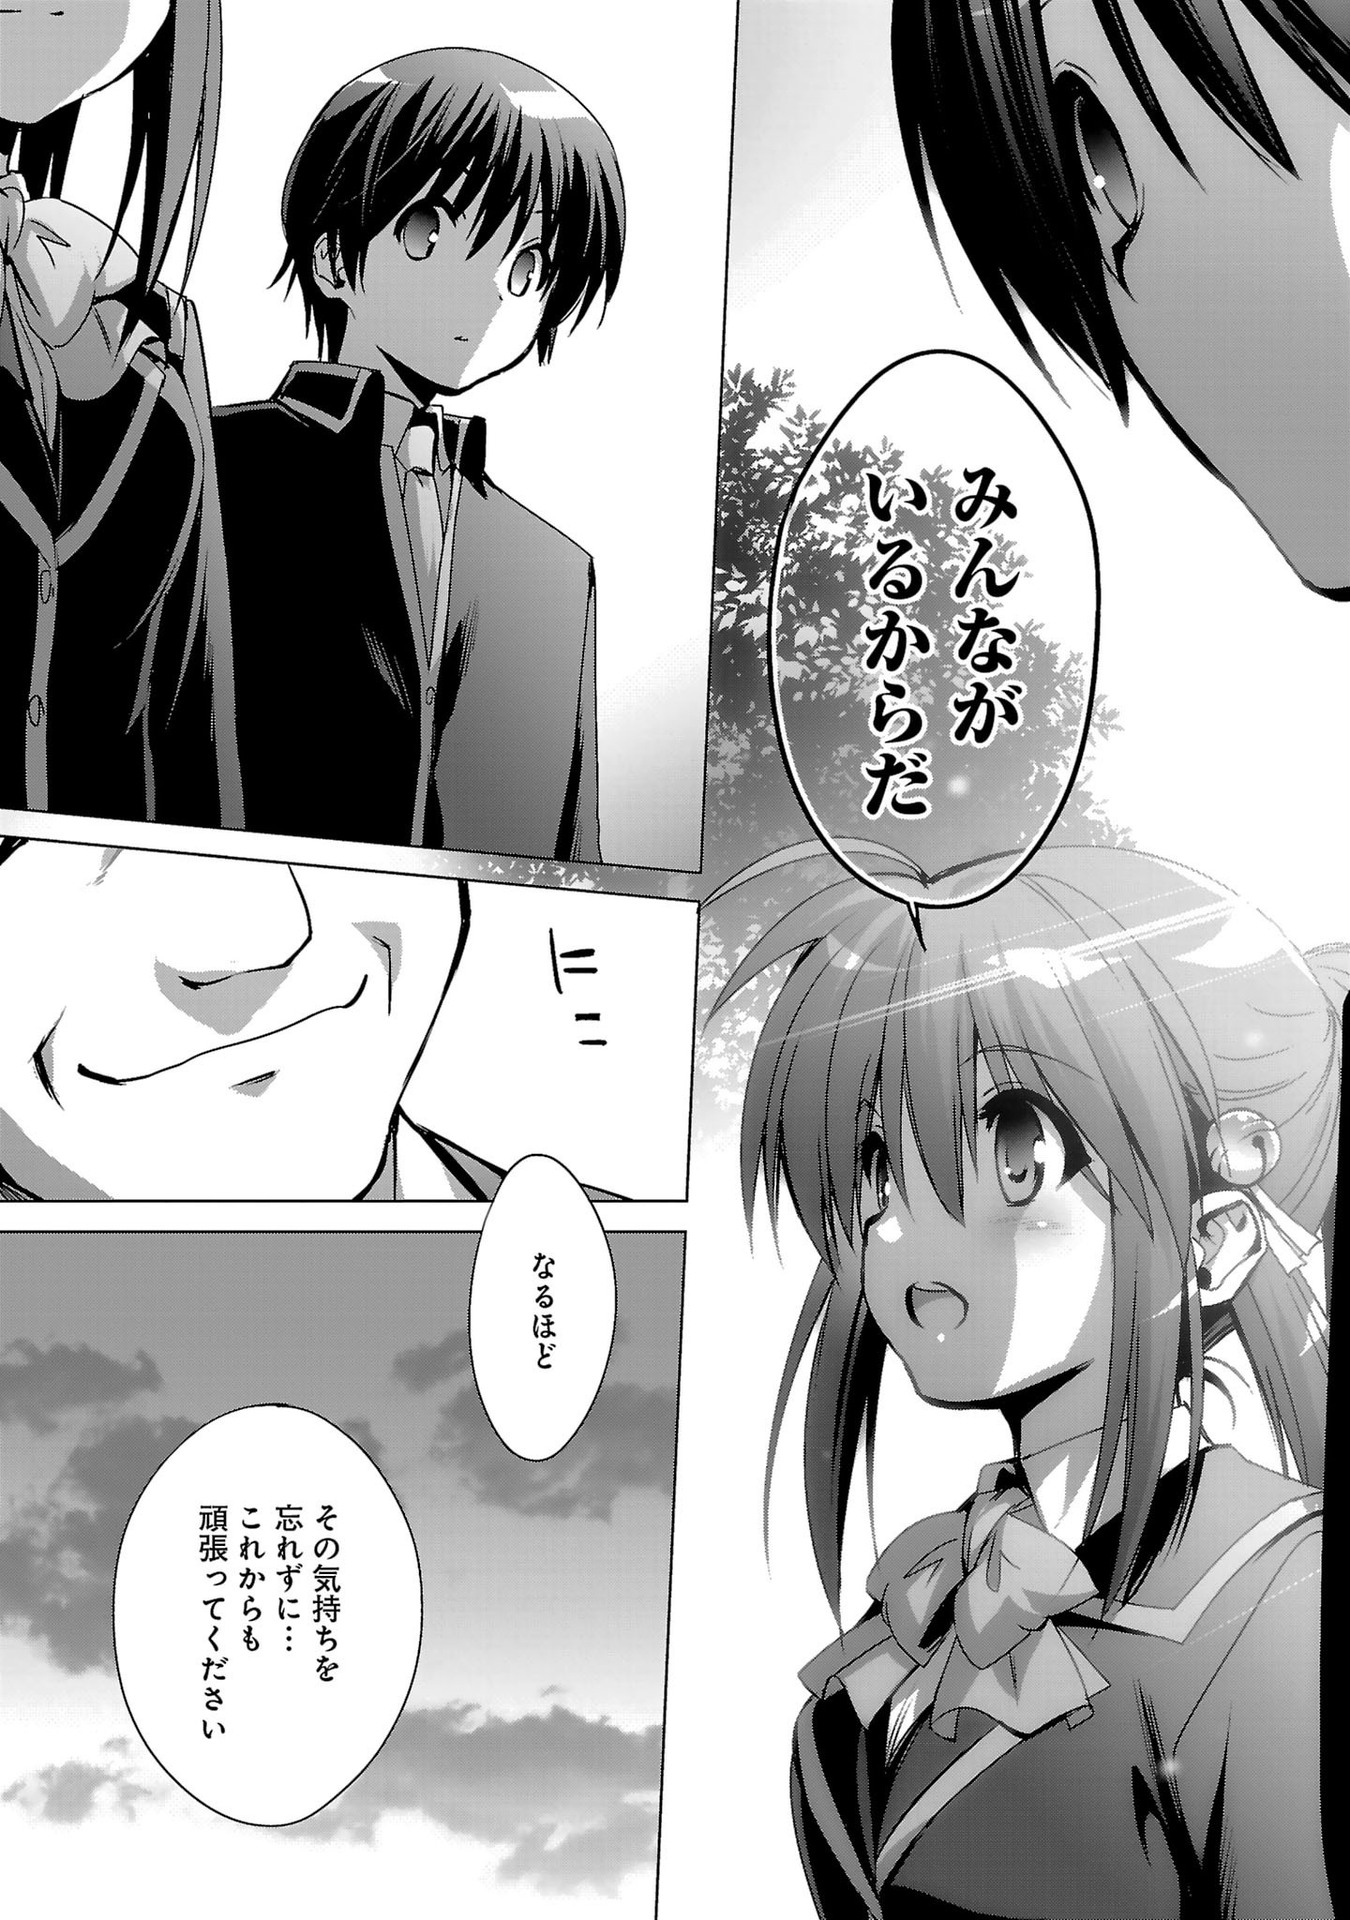 みんなが
いるからだ
ニコ
なるほど
その気持ちを
忘れずに…
これからも
頑張ってください